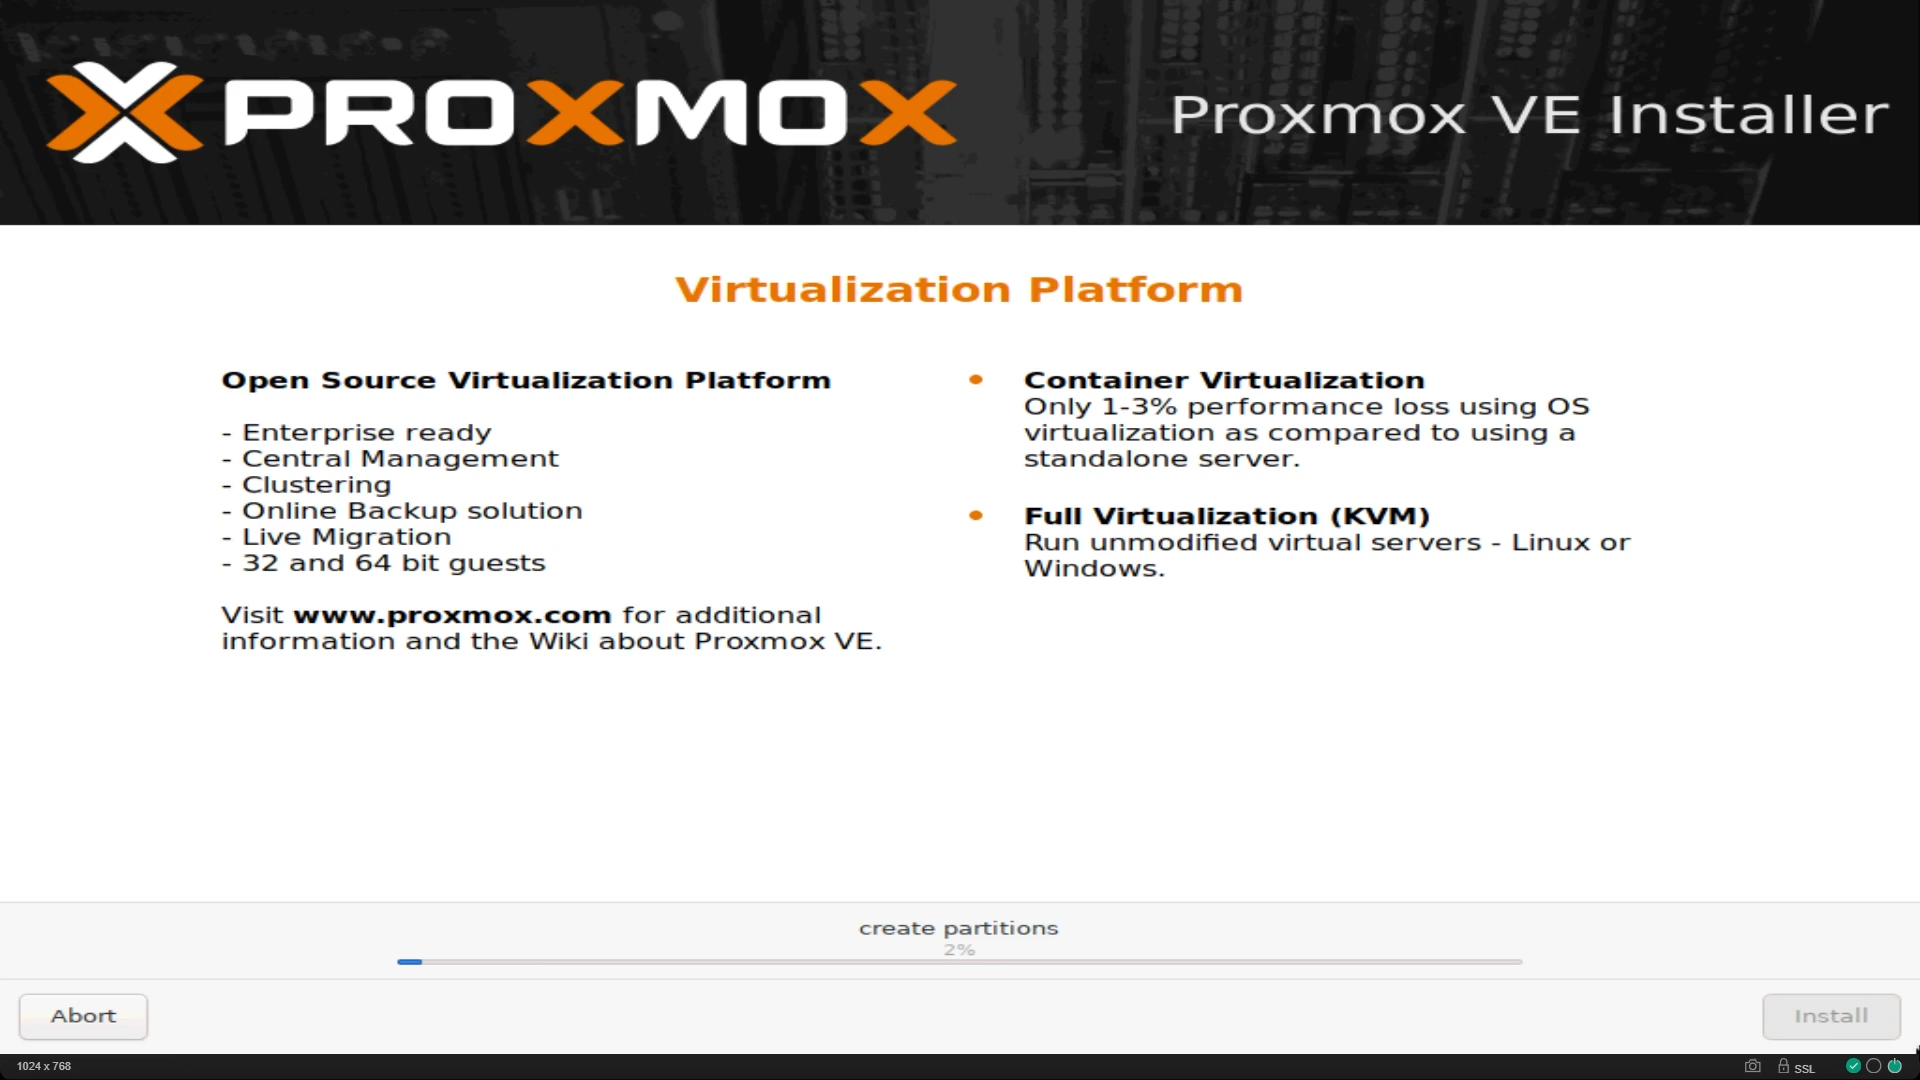 PROXMOX
Proxmox VE Installer
Virtualization Platform
Open Source Virtualization Platform
- Enterprise ready
- Central Management
- Clustering
- Online Backup solution
- Live Migration
- 32 and 64 bit guests
Visit www.proxmox.com for additional
information and the Wiki about Proxmox VE.
• Container Virtualization
Only 1-3% performance loss using OS
virtualization as compared to using a
standalone server.
• Full Virtualization (KVM)
Run unmodified virtual servers - Linux or
Windows.
create partitions
2%
Abort
Install
1024 x 768
SSL